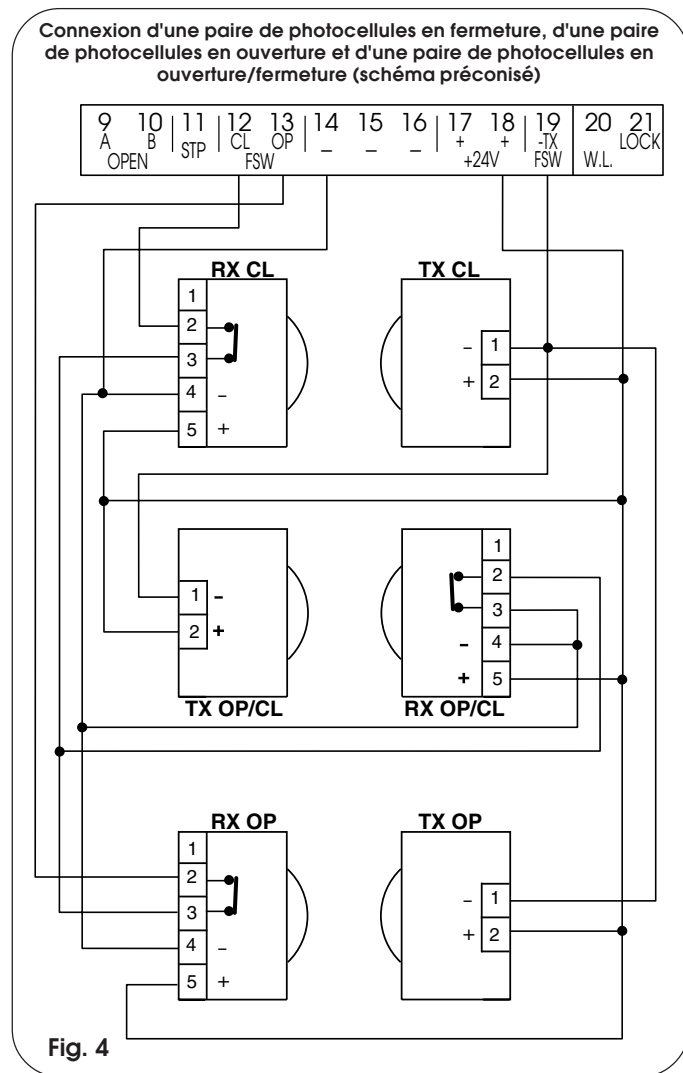 Connexion d'une paire de photocellules en fermeture, d'une paire
de photocellules en ouverture et d'une paire de photocellules en
ouverture/fermeture (schéma préconisé)
9 10 11 12 13 14 15 16 17 18 19 20 21
A B STP CL OP _ _ _ + + -TX LOCK
OPEN FSW +24V FSW W.L.
RX CL TX CL
1
2
3
4 -
5 +
- 1
+ 2
1 -
2 +
TX OP/CL
1
2
3
- 4
+ 5
RX OP/CL
RX OP TX OP
1
2
3
4 -
5 +
- 1
+ 2
Fig. 4